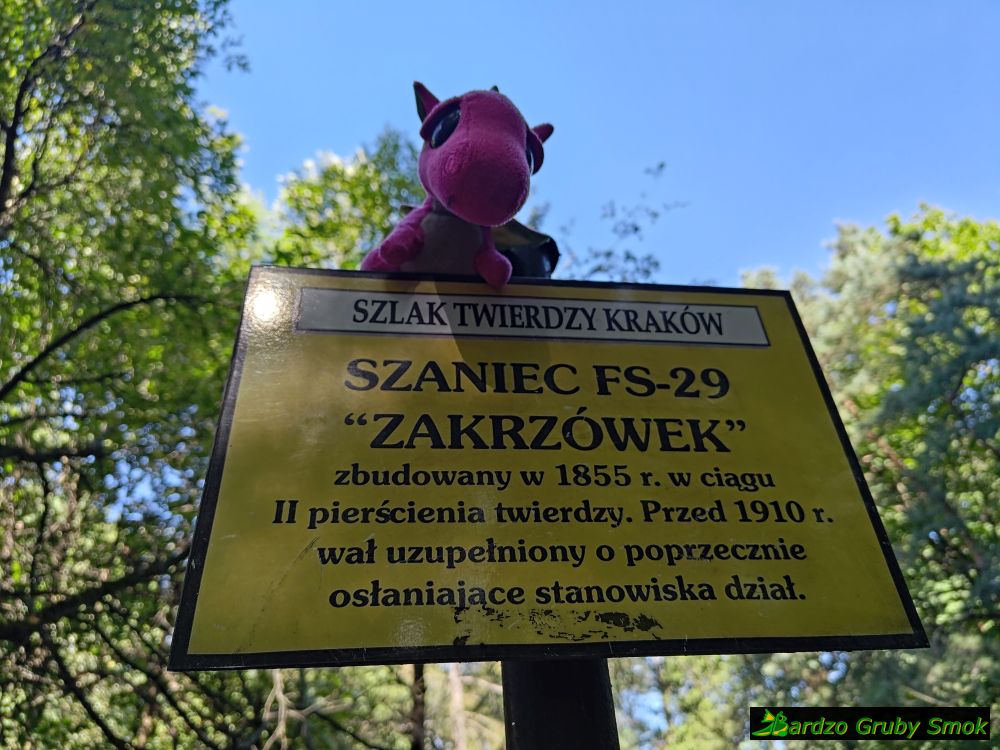 SZLAK TWIERDZY KRAKÓW
SZANIEC FS-29
“ZAKRZÓWEK”
zbudowany w 1855 r. w ciągu
II pierścienia twierdzy. Przed 1910 r.
wał uzupełniony o poprzecznie
osłaniające stanowiska dział.
Bardzo Gruby Smok